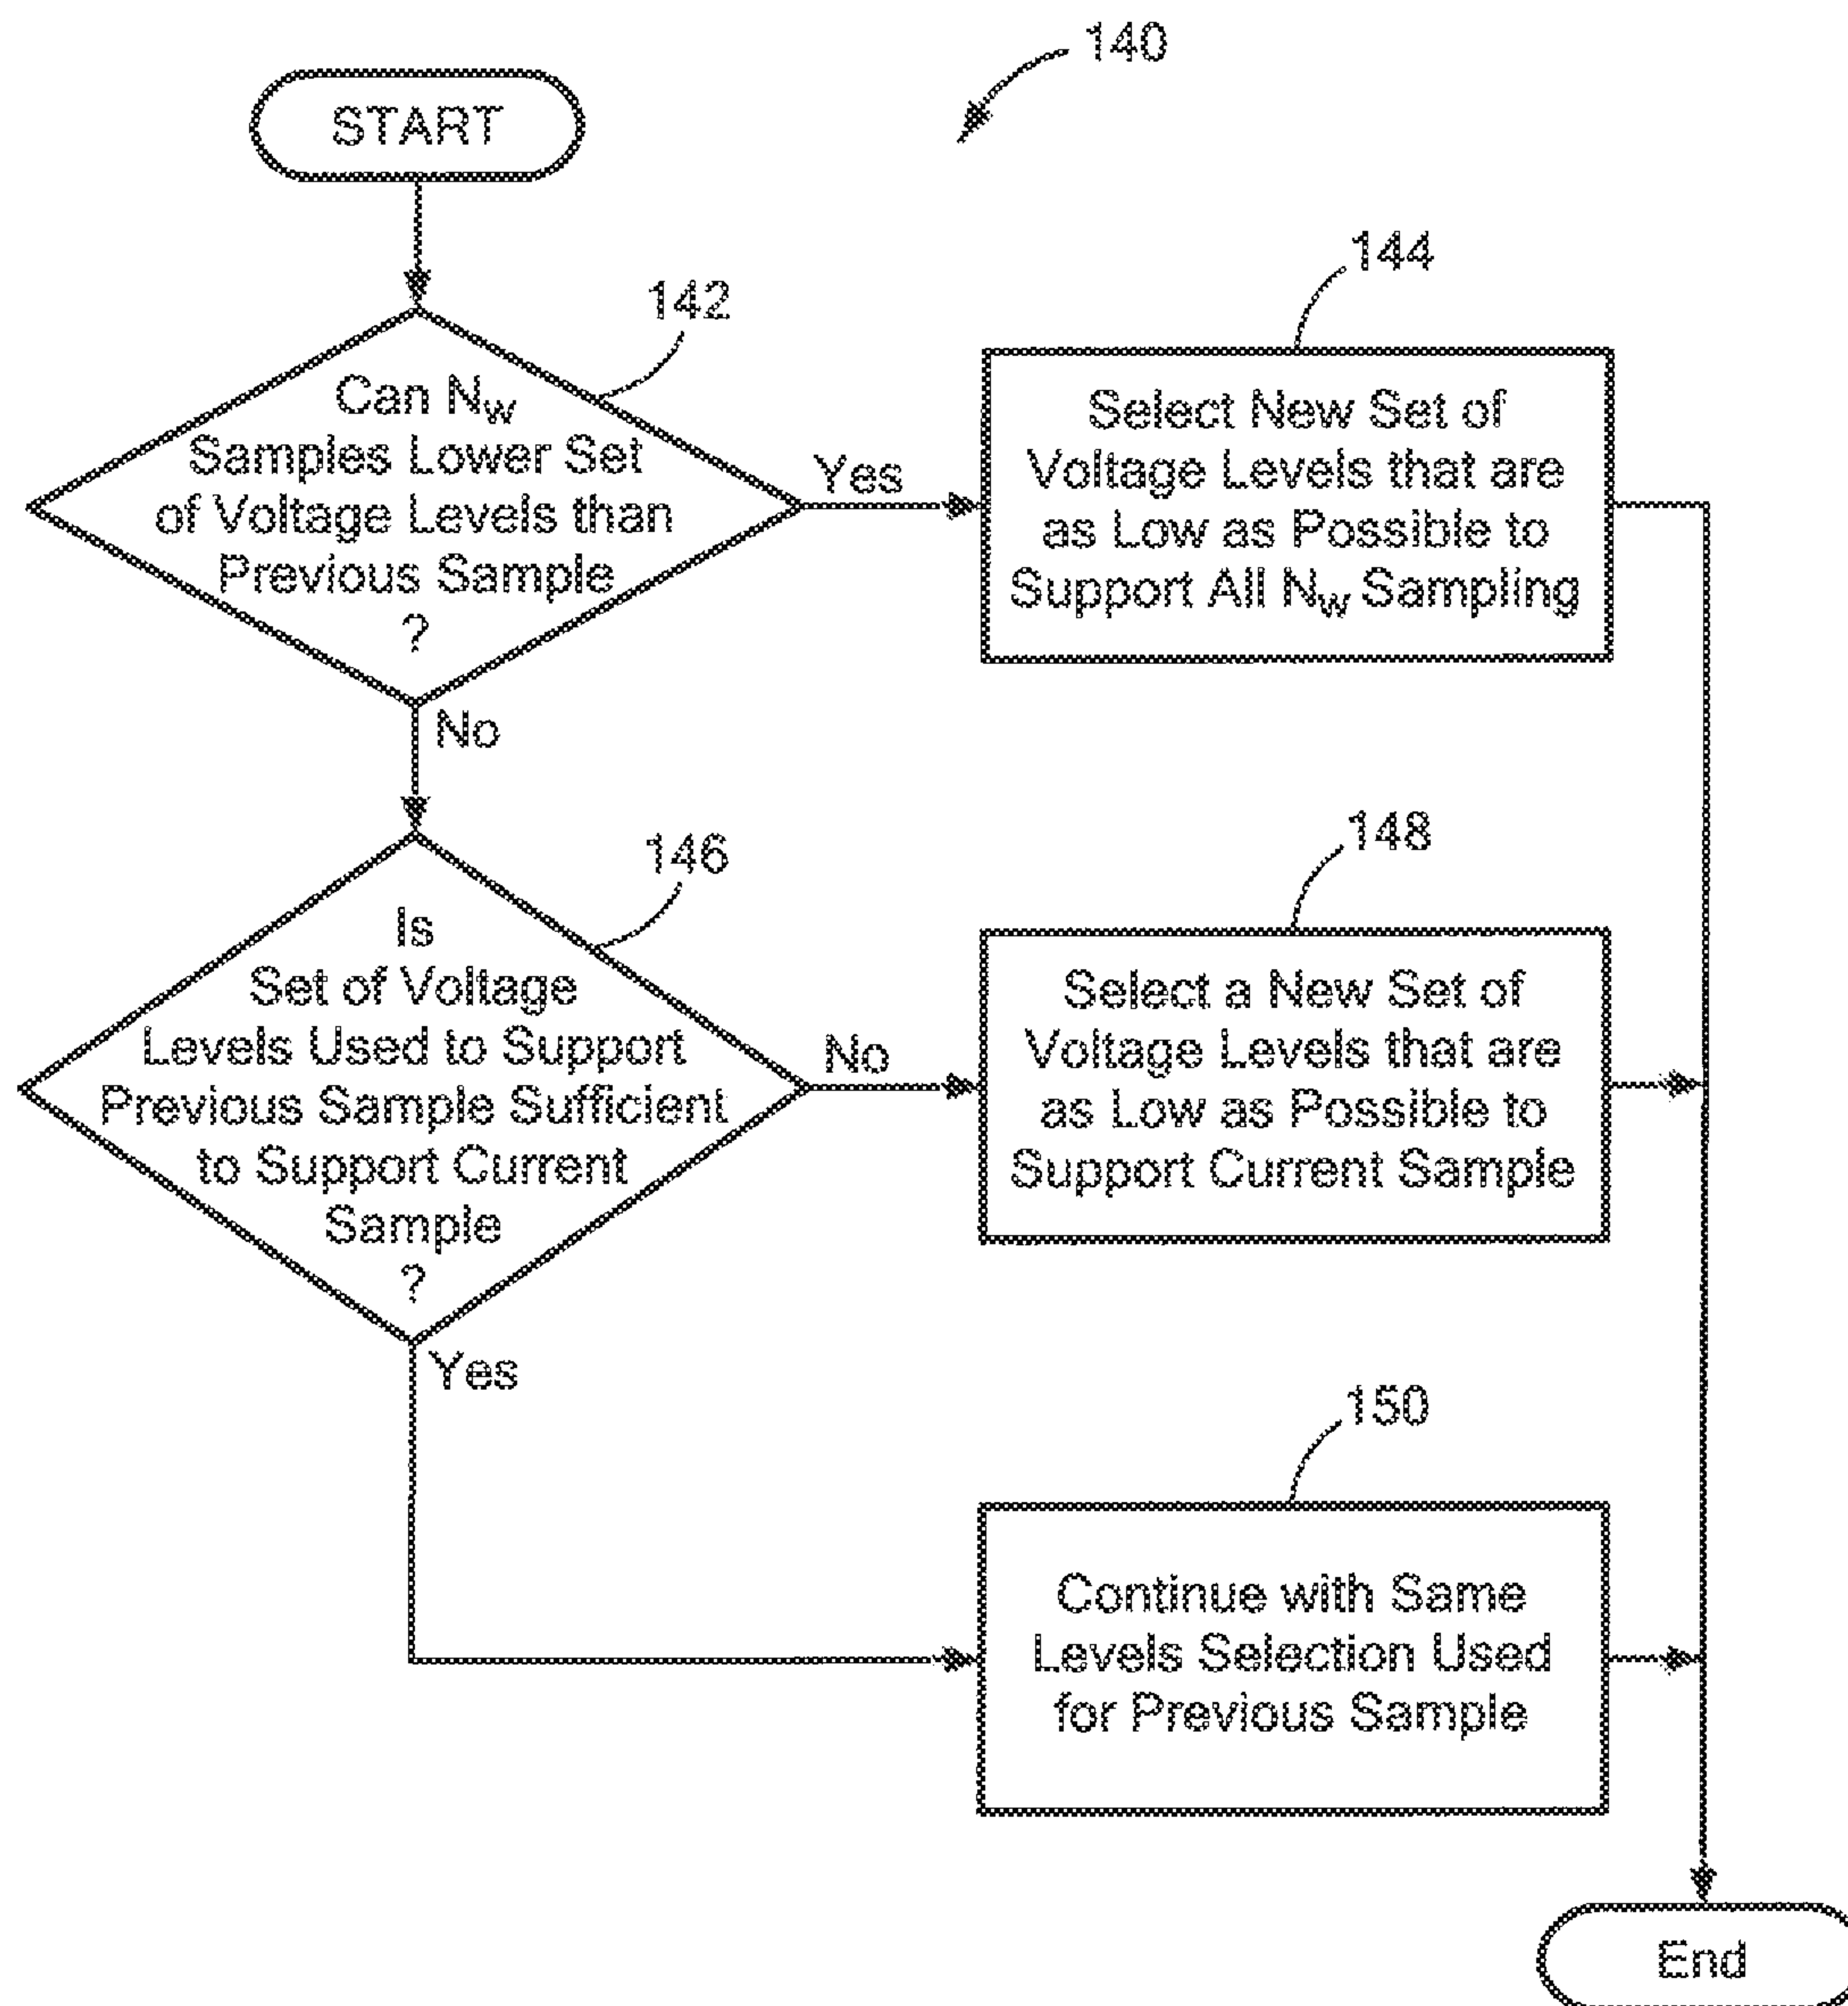 140
START
142
Can NW
Samples Lower Set
of Voltage Levels than
Previous Sample
?
Yes
No
144
Select New Set of
Voltage Levels that are
as Low as Possible to
Support All NW Sampling
146
Is
Set of Voltage
Levels Used to Support
Previous Sample Sufficient
to Support Current
Sample
?
No
Yes
148
Select a New Set of
Voltage Levels that are
as Low as Possible to
Support Current Sample
150
Continue with Same
Levels Selection Used
for Previous Sample
End